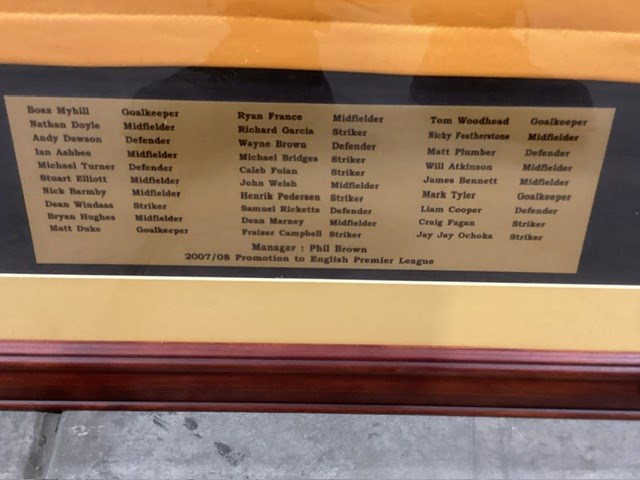 Boaz Myhill Goalkeeper
Nathan Doyle Midfielder
Andy Dawson Defender
Ian Ashbee Midfielder
Michael Turner Defender
Stuart Elliott Midfielder
Nick Barmby Midfielder
Dean Windass Striker
Bryan Hughes Midfielder
Matt Duke Goalkeeper
Ryan France Midfielder
Richard Garcia Striker
Wayne Brown Defender
Michael Bridges Striker
Caleb Folan Striker
John Welsh Midfielder
Henrik Pedersen Striker
Samuel Ricketts Defender
Dean Marney Midfielder
Fraizer Campbell Striker
Tom Woodhead Goalkeeper
Nicky Featherstone Midfielder
Matt Plumber Defender
Will Atkinson Midfielder
James Bennett Midfielder
Mark Tyler Goalkeeper
Liam Cooper Defender
Craig Fagan Striker
Jay Jay Ochoka Striker
Manager : Phil Brown
2007/08 Promotion to English Premier League